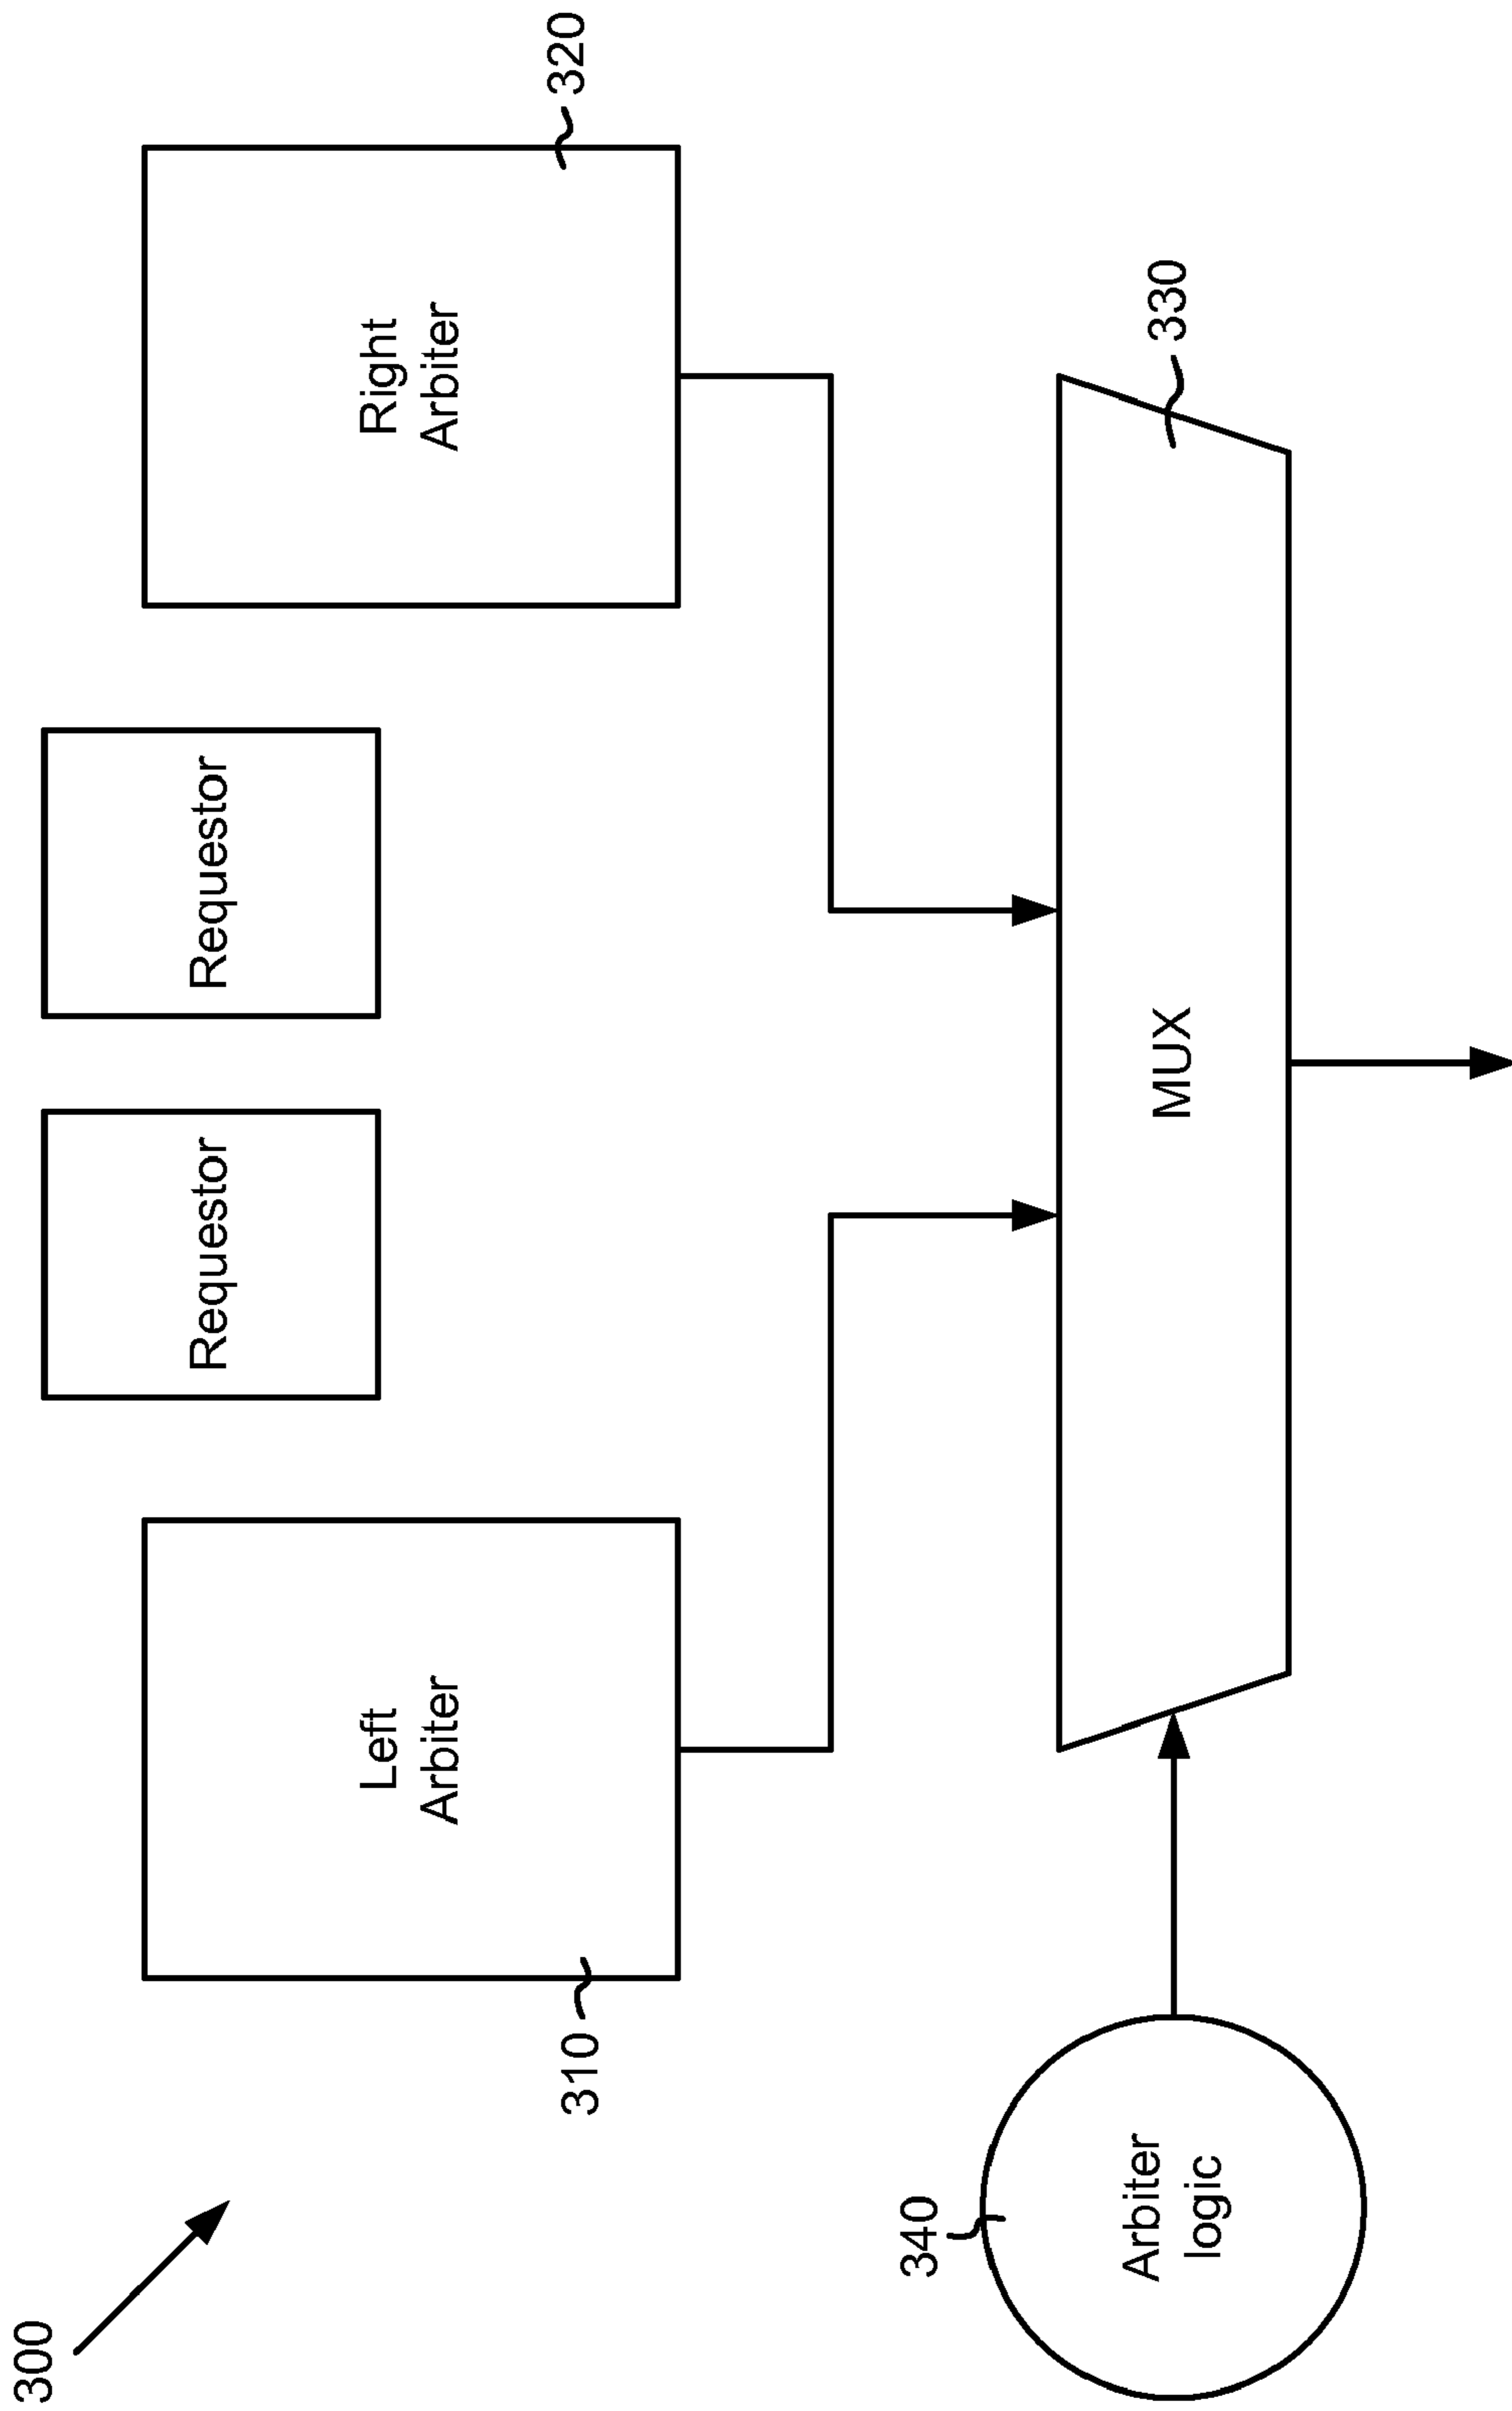 300
Requestor
Requestor
Left
Arbiter
310
Right
Arbiter
320
MUX
330
340
Arbiter
logic